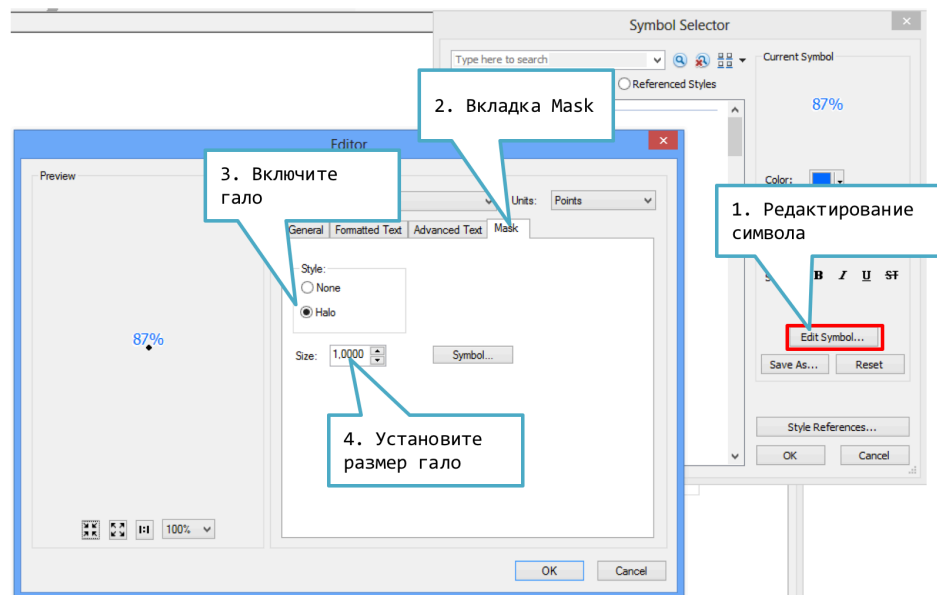 Symbol Selector
Type here to search
Referenced Styles
Current Symbol
87%
Color:
2. Вкладка Mask
Editor
3. Включите
гало
Preview
Units: Points
General Formatted Text Advanced Text Mask
1. Редактирование
символа
B I U ST
Style:
None
Halo
87%
Size: 1,0000
Symbol...
Edit Symbol...
Save As... Reset
4. Установите
размер гало
Style References...
OK Cancel
1:1 100%
OK Cancel